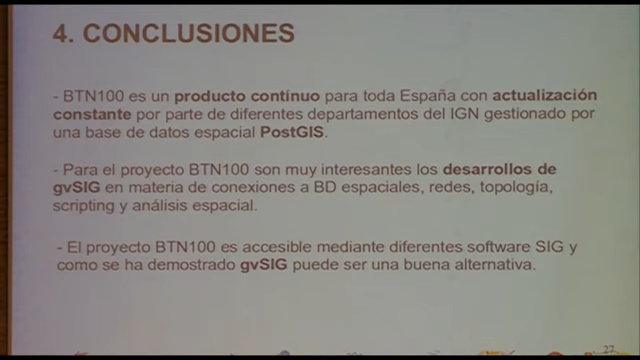 4. CONCLUSIONES
- BTN100 es un producto contínuo para toda España con actualización
constante por parte de diferentes departamentos del IGN gestionado por
una base de datos espacial PostGIS.
- Para el proyecto BTN100 son muy interesantes los desarrollos de
gvSIG en materia de conexiones a BD espaciales, redes, topología,
scripting y análisis espacial.
- El proyecto BTN100 es accesible mediante diferentes software SIG y
como se ha demostrado gvSIG puede ser una buena alternativa.
27